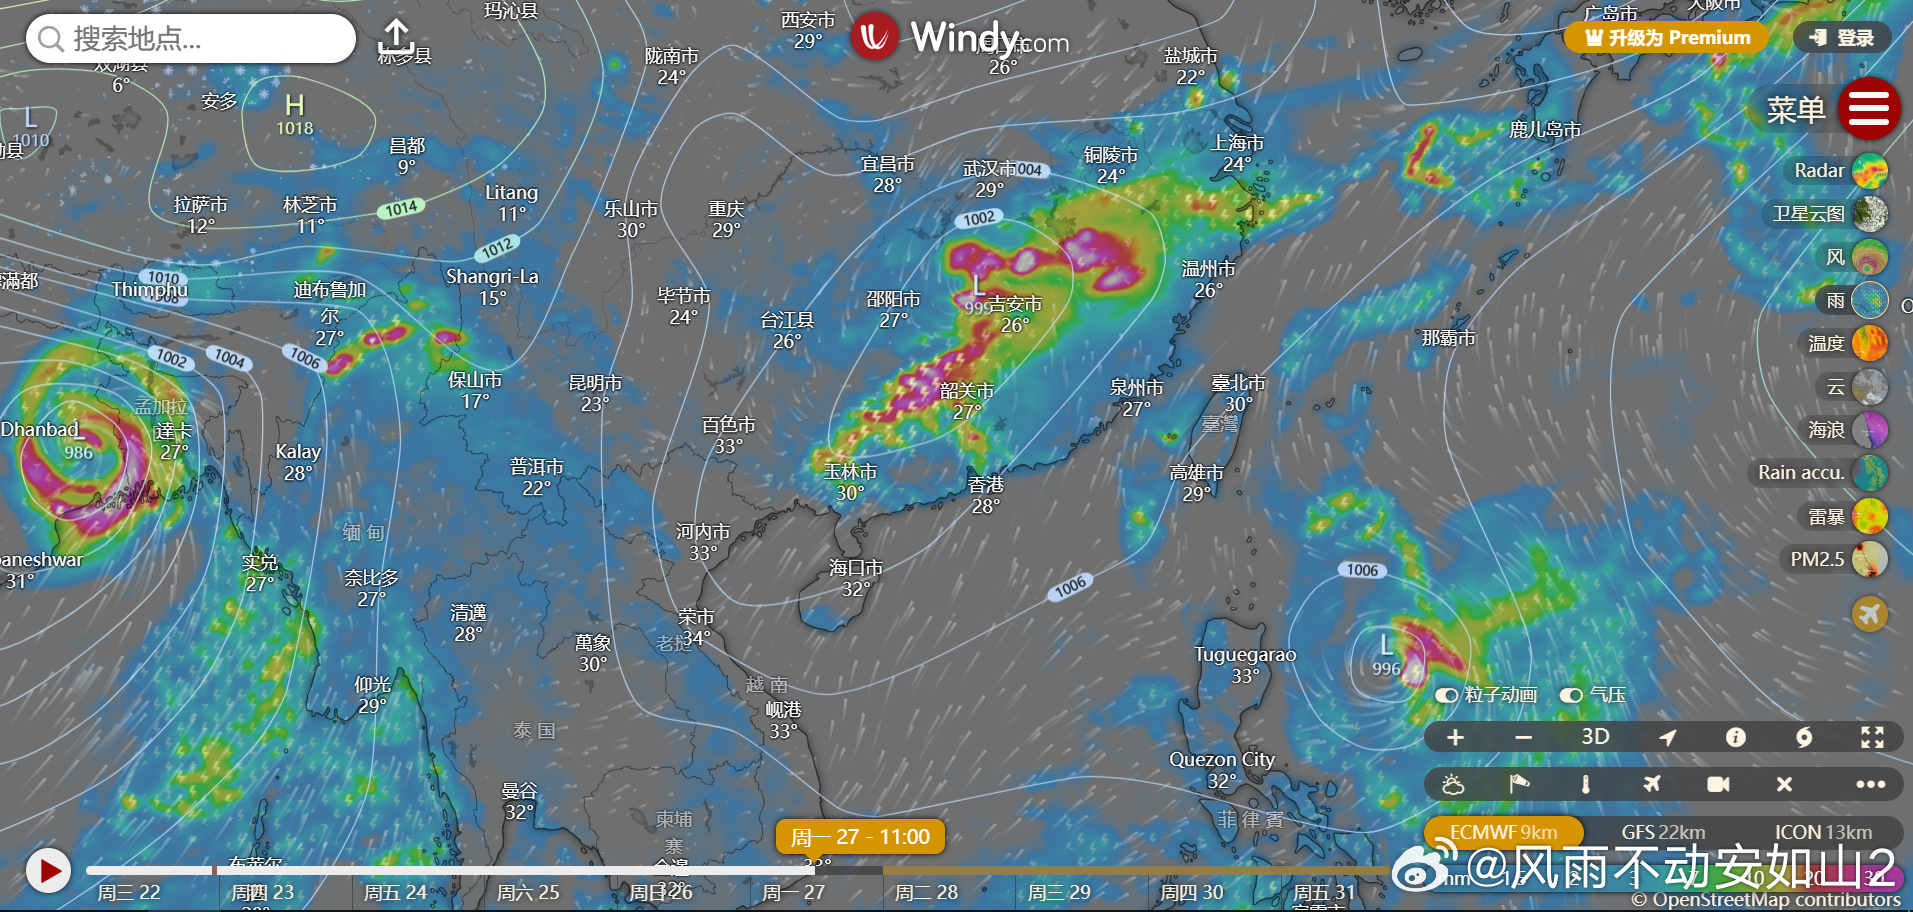 搜索地点...
玛沁县
西安市
29°
Windy.com
26°
广岛市
大阪市
升级为 Premium
登录
6°
安多
称多县
陇南市
24°
盐城市
22°
菜单
L
1010
H
1018
昌都
9°
宜昌市
28°
武汉市
29°
1004
铜陵市
24°
上海市
24°
鹿儿岛市
Radar
拉萨市
12°
林芝市
11°
1014
Litang
11°
乐山市
30°
重庆
29°
1002
卫星云图
1012
风
1010
1008
Thimphu
迪布鲁加
尔
27°
Shangri-La
15°
毕节市
24°
邵阳市
27°
L
999
吉安市
26°
温州市
26°
雨
台江县
26°
那霸市
温度
1002
1004
1006
保山市
17°
昆明市
23°
韶关市
27°
泉州市
27°
臺北市
30°
臺灣
云
孟加拉
Dhanbad
L
986
達卡
27°
Kalay
28°
百色市
33°
海浪
普洱市
22°
玉林市
30°
香港
28°
高雄市
29°
Rain accu.
缅甸
河内市
33°
雷暴
aneshwar
31°
实兑
27°
奈比多
27°
海口市
32°
1006
1006
PM2.5
清邁
28°
荣市
34°
老挝
萬象
30°
Tuguegarao
33°
L
996
仰光
29°
越南
岘港
33°
粒子动画
气压
泰国
3D
Quezon City
32°
曼谷
32°
柬埔
寨
菲律賓
周一 27 - 11:00
33°
ECMWF 9km
GFS 22km
ICON 13km
布莱尔
金邊
32°
@风雨不动安如山2
周三 22
周四 23
周五 24
周六 25
周日 26
周一 27
周二 28
周三 29
周四 30
周五 31
© OpenStreetMap contributors